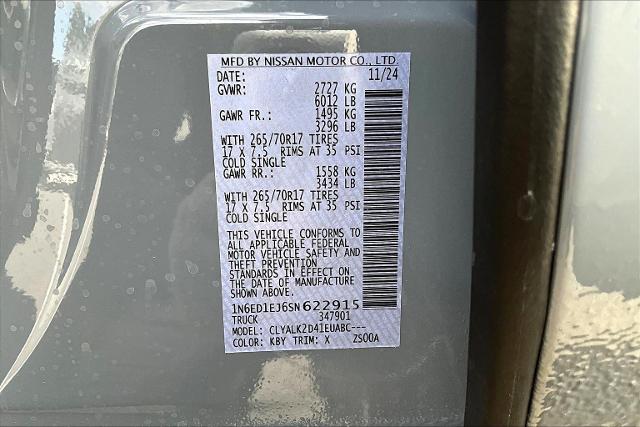 MFD BY NISSAN MOTOR CO., LTD.
DATE: 11/24
GVWR: 2727 KG
6012 LB
GAWR FR.: 1495 KG
3296 LB
WITH 265/70R17 TIRES
17 X 7.5 RIMS AT 35 PSI
COLD SINGLE
GAWR RR.: 1558 KG
3434 LB
WITH 265/70R17 TIRES
17 X 7.5 RIMS AT 35 PSI
COLD SINGLE
THIS VEHICLE CONFORMS TO
ALL APPLICABLE FEDERAL
MOTOR VEHICLE SAFETY AND
THEFT PREVENTION
STANDARDS IN EFFECT ON
THE DATE OF MANUFACTURE
SHOWN ABOVE.
1N6ED1EJ6SN622915
TRUCK 347901
MODEL: CLYALK2D41EUABC---
COLOR: KBY TRIM: X ZS00A